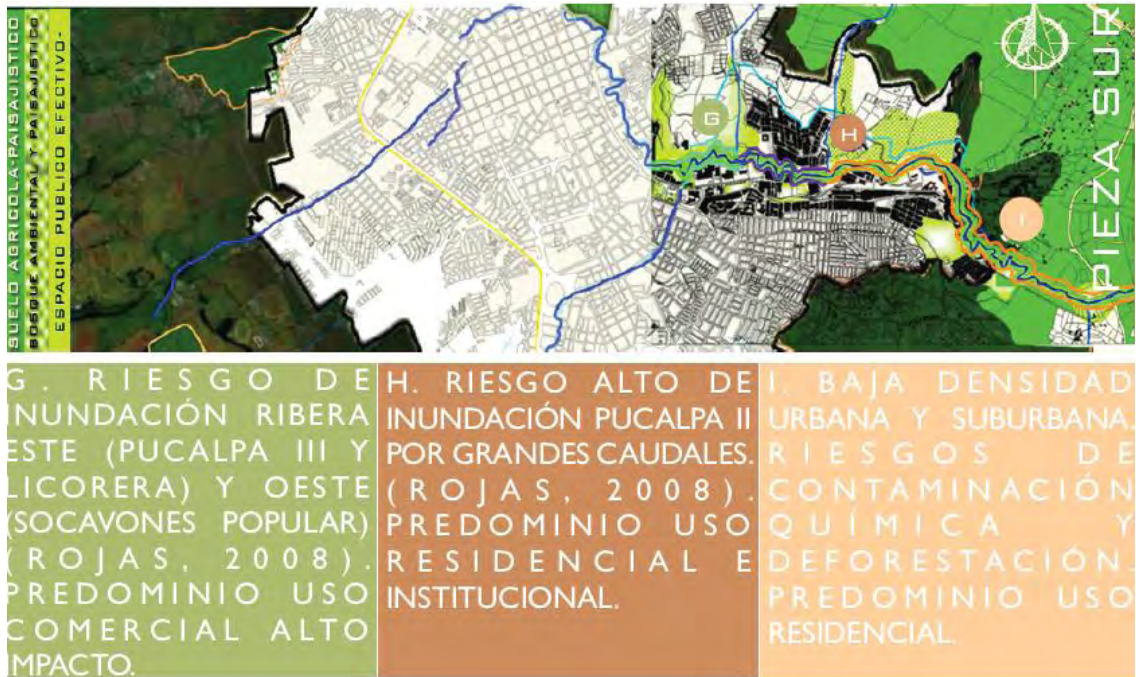 SUELO AGRICOLA-PAISAJISTICO
BOSQUE AMBIENTAL Y PAISAJISTICO
ESPACIO PUBLICO EFECTIVO-
G
H
I
PIEZA SUR
G. RIESGO DE
INUNDACIÓN RIBERA
ESTE (PUCALPA III Y
LICORERA) Y OESTE
(SOCAVONES POPULAR)
(ROJAS, 2008).
PREDOMINIO USO
COMERCIAL ALTO
IMPACTO.
H. RIESGO ALTO DE
INUNDACIÓN PUCALPA II
POR GRANDES CAUDALES.
(ROJAS, 2008).
PREDOMINIO USO
RESIDENCIAL E
INSTITUCIONAL.
I. BAJA DENSIDAD
URBANA Y SUBURBANA.
RIESGOS DE
CONTAMINACIÓN
QUÍMICA Y
DEFORESTACIÓN.
PREDOMINIO USO
RESIDENCIAL.